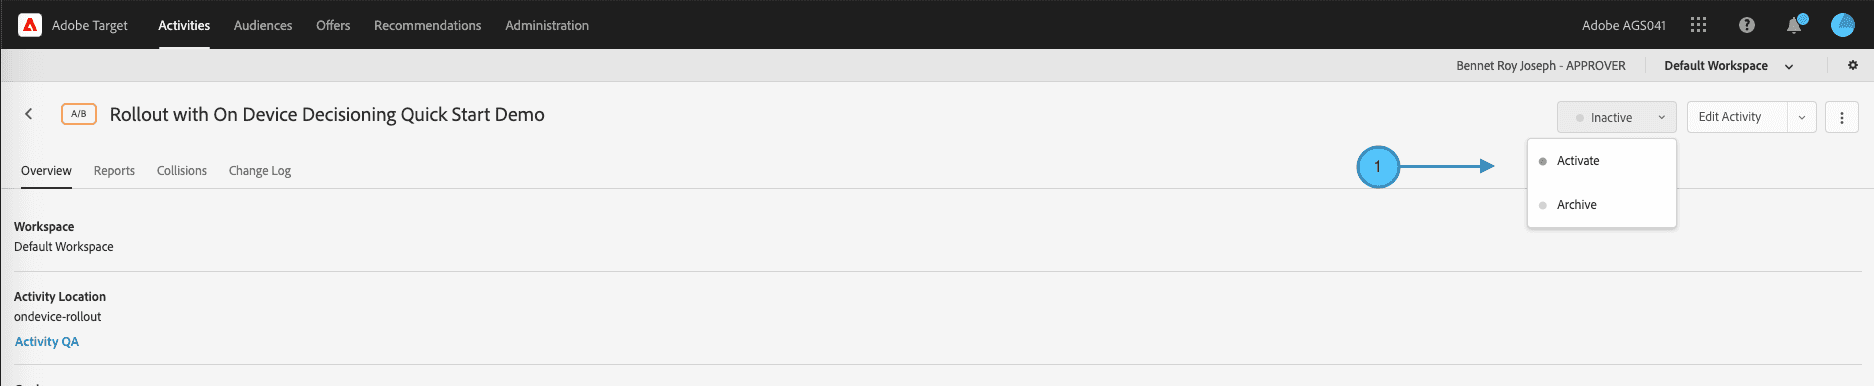 Adobe Target Activities Audiences Offers Recommendations Administration Adobe AGS041
Bennet Roy Joseph - APPROVER Default Workspace
A/B Rollout with On Device Decisioning Quick Start Demo Inactive Edit Activity
1 Activate
Archive
Overview Reports Collisions Change Log
Workspace
Default Workspace
Activity Location
ondevice-rollout
Activity QA